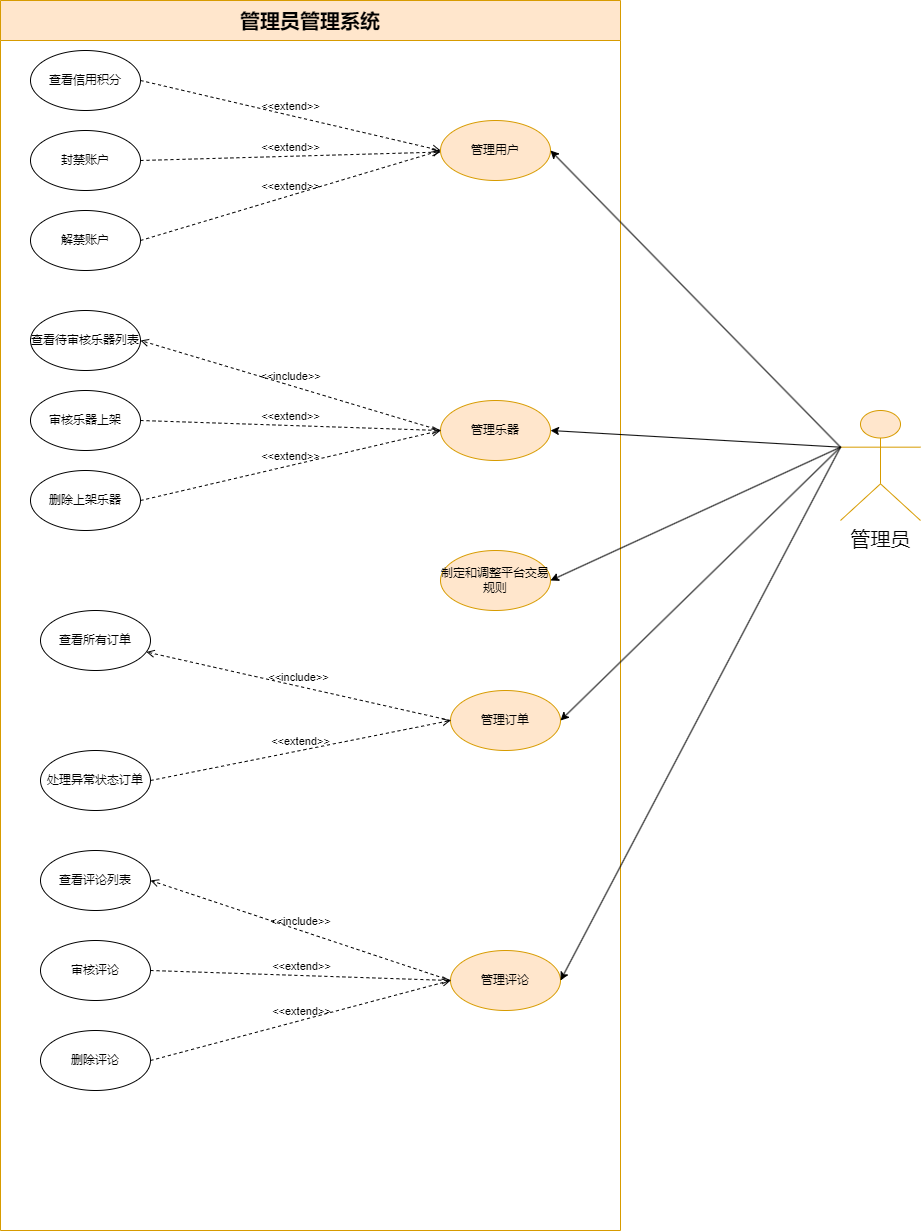 管理员管理系统
查看信用积分
<<extend>>
管理用户
封禁账户
<<extend>>
解禁账户
<<extend>>
查看待审核乐器列表
<<include>>
管理乐器
审核乐器上架
<<extend>>
删除上架乐器
<<extend>>
管理员
制定和调整平台交易
规则
查看所有订单
<<include>>
管理订单
处理异常状态订单
<<extend>>
查看评论列表
<<include>>
管理评论
审核评论
<<extend>>
删除评论
<<extend>>